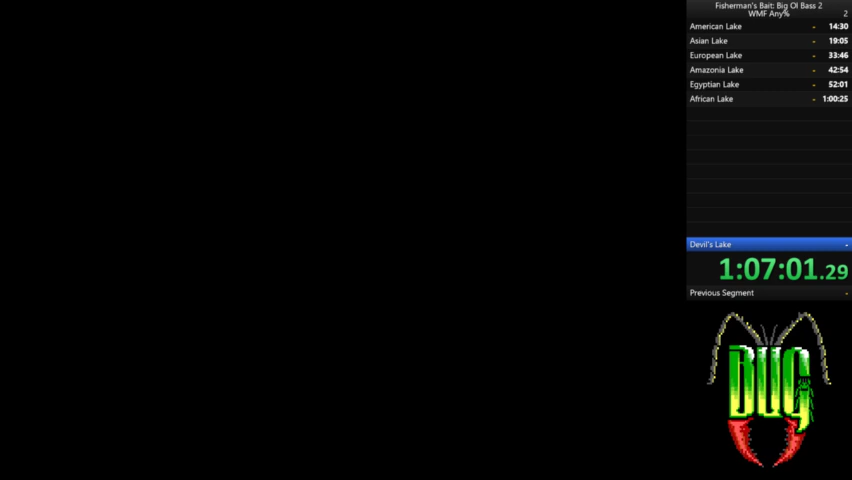 Fisherman's Bait: Big Ol Bass 2
WMF Any% 2
American Lake - 14:30
Asian Lake - 19:05
European Lake - 33:46
Amazonia Lake - 42:54
Egyptian Lake - 52:01
African Lake - 1:00:25
Devil's Lake -
1:07:01.29
Previous Segment -
BUG